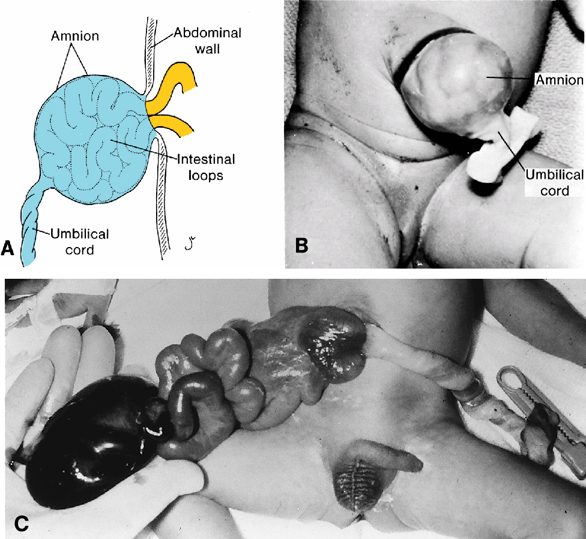 Amnion
Abdominal
wall
Intestinal
loops
Umbilical
cord
A
Amnion
Umbilical
cord
B
C